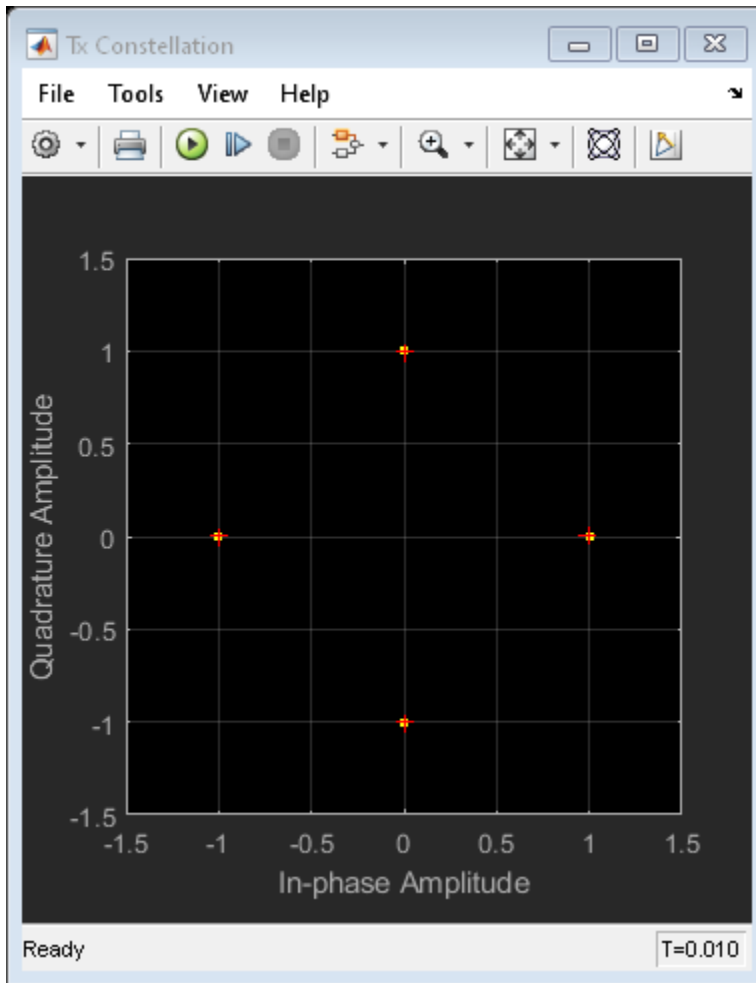 Tx Constellation
File Tools View Help
1.5
1
0.5
0
-0.5
-1
-1.5
Quadrature Amplitude
-1.5 -1 -0.5 0 0.5 1 1.5
In-phase Amplitude
Ready T=0.010